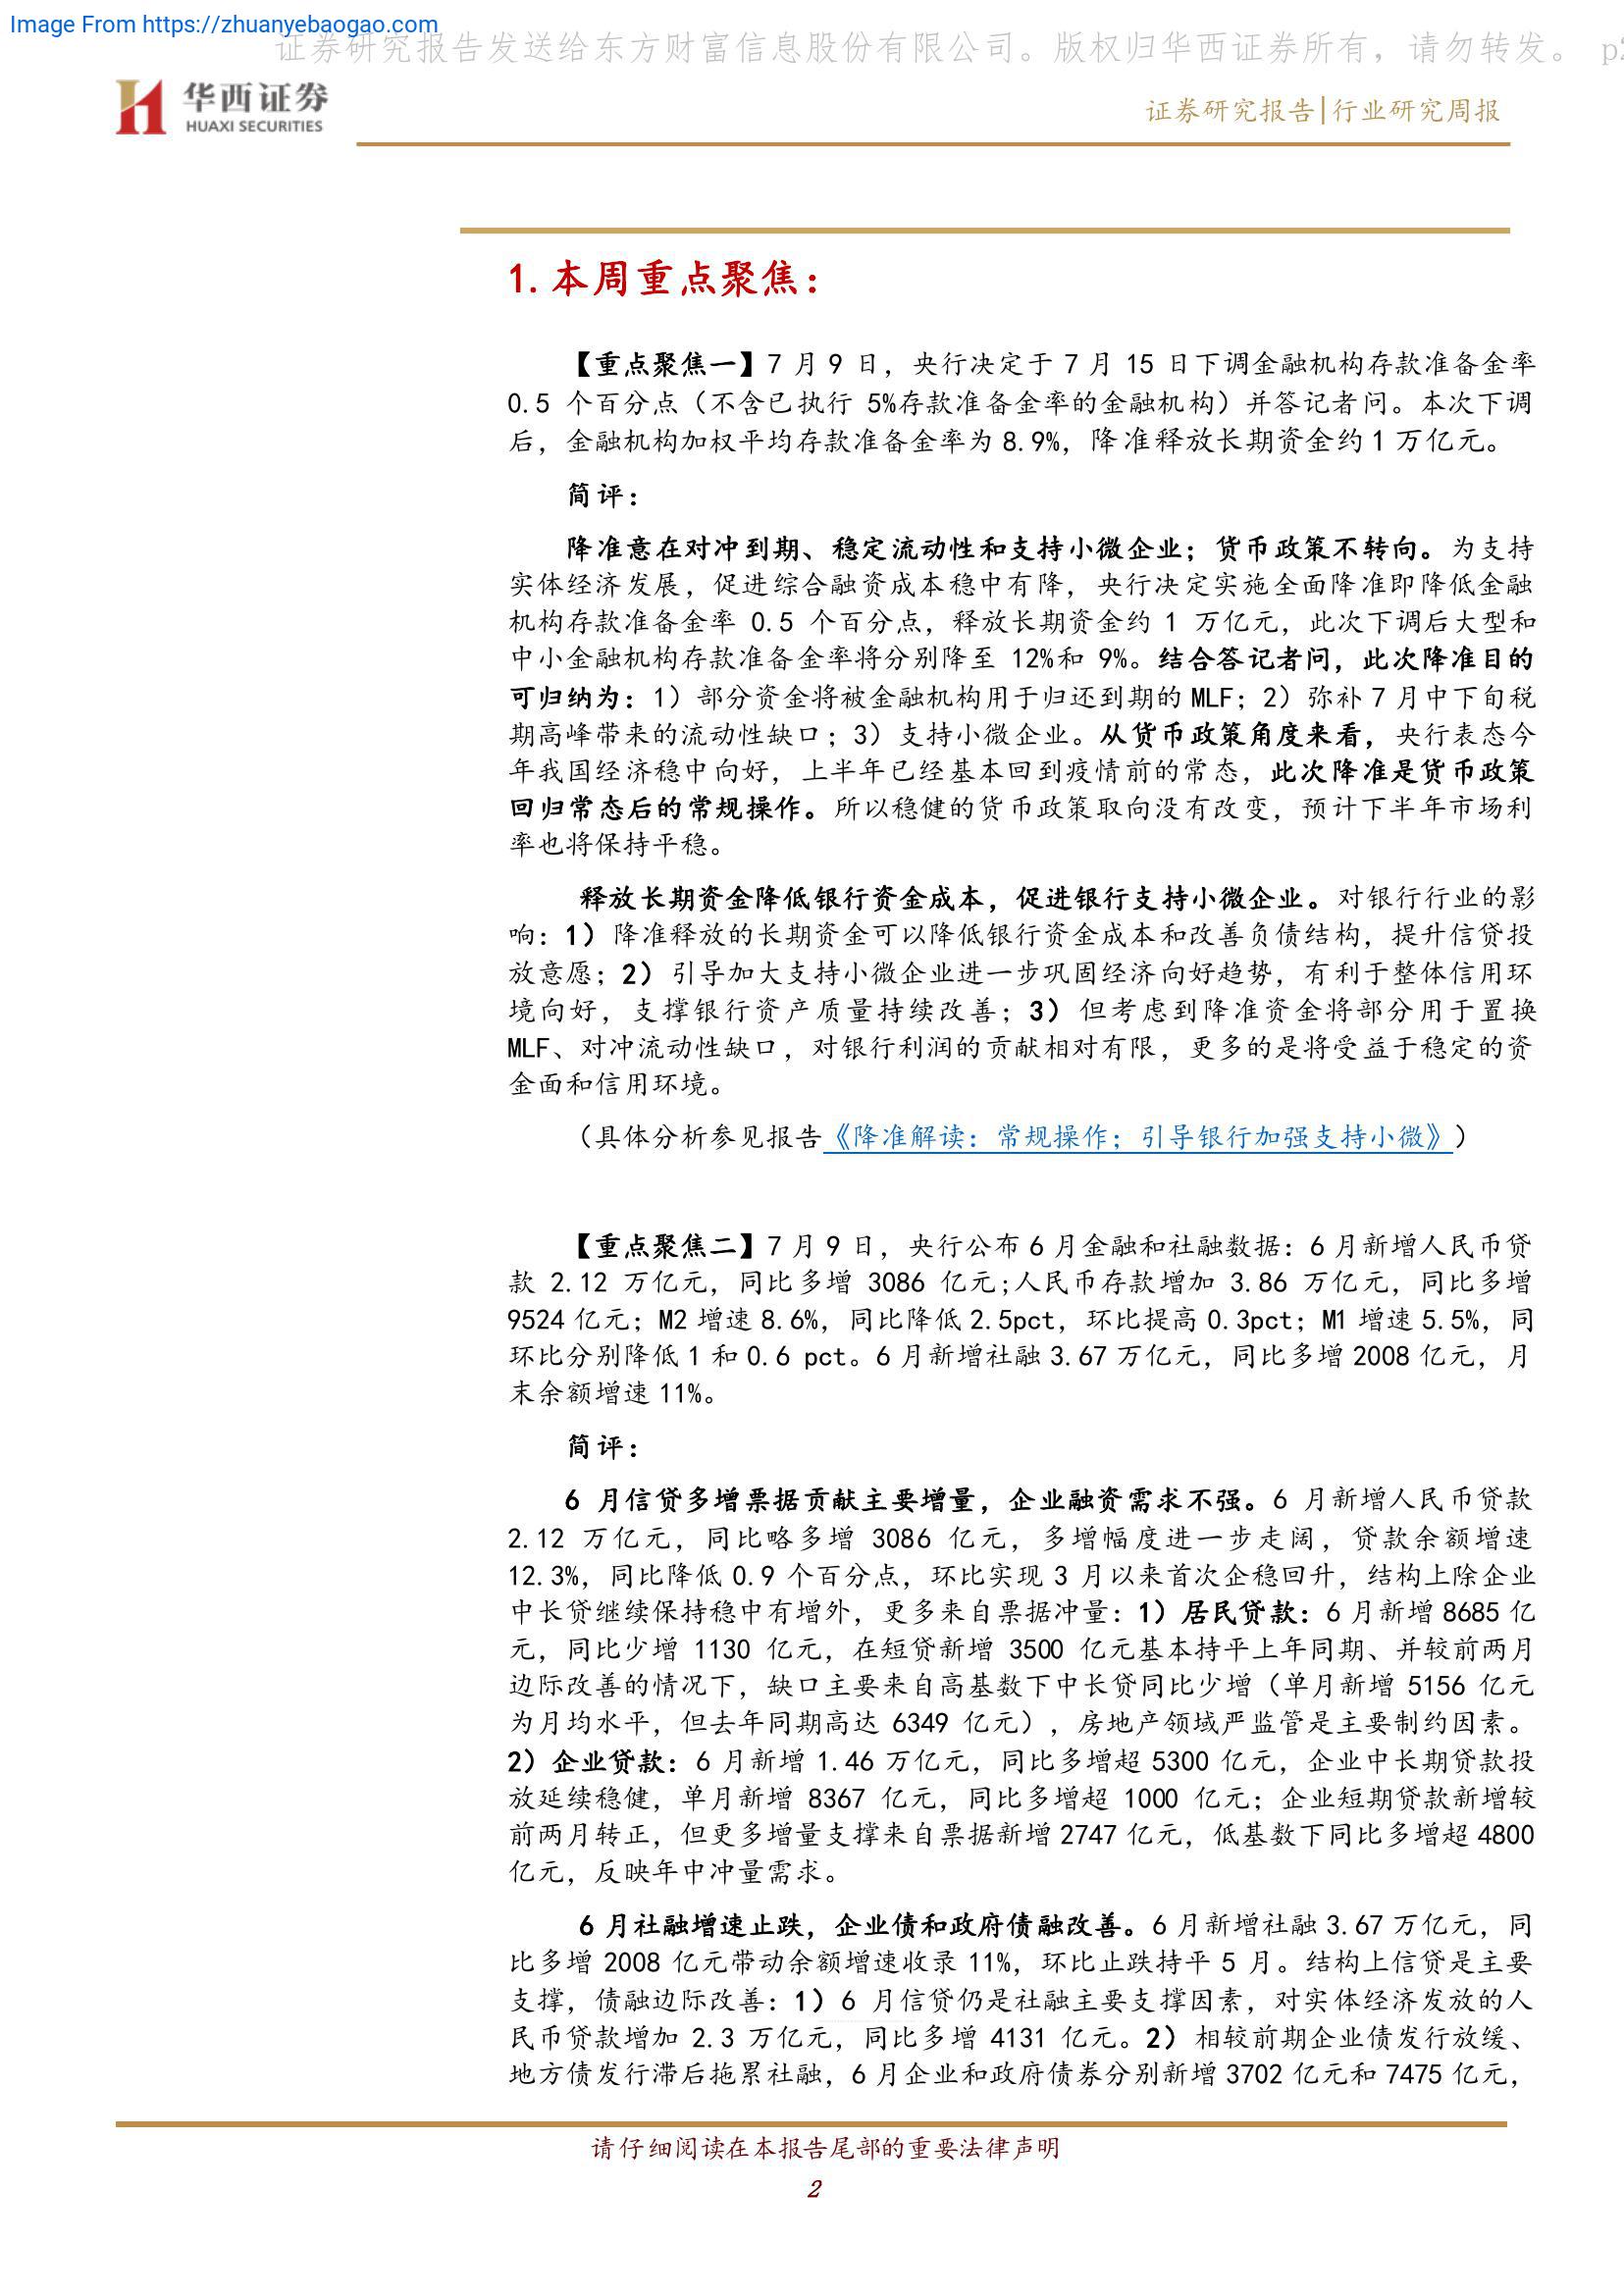 Image From https://zhuanyebaogao.com
证券研究报告发送给东方财富信息股份有限公司。版权归华西证券所有，请勿转发。 p2
华西证券
HUAXI SECURITIES
证券研究报告|行业研究周报
1.本周重点聚焦：
【重点聚焦一】7 月 9 日，央行决定于 7 月 15 日下调金融机构存款准备金率
0.5 个百分点（不含已执行 5%存款准备金率的金融机构）并答记者问。本次下调
后，金融机构加权平均存款准备金率为 8.9%，降准释放长期资金约 1 万亿元。
简评：
降准意在对冲到期、稳定流动性和支持小微企业；货币政策不转向。为支持
实体经济发展，促进综合融资成本稳中有降，央行决定实施全面降准即降低金融
机构存款准备金率 0.5 个百分点，释放长期资金约 1 万亿元，此次下调后大型和
中小金融机构存款准备金率将分别降至 12%和 9%。结合答记者问，此次降准目的
可归纳为：1）部分资金将被金融机构用于归还到期的 MLF；2）弥补 7 月中下旬税
期高峰带来的流动性缺口；3）支持小微企业。从货币政策角度来看，央行表态今
年我国经济稳中向好，上半年已经基本回到疫情前的常态，此次降准是货币政策
回归常态后的常规操作。所以稳健的货币政策取向没有改变，预计下半年市场利
率也将保持平稳。
释放长期资金降低银行资金成本，促进银行支持小微企业。对银行行业的影
响：1）降准释放的长期资金可以降低银行资金成本和改善负债结构，提升信贷投
放意愿；2）引导加大支持小微企业进一步巩固经济向好趋势，有利于整体信用环
境向好，支撑银行资产质量持续改善；3）但考虑到降准资金将部分用于置换
MLF、对冲流动性缺口，对银行利润的贡献相对有限，更多的是将受益于稳定的资
金面和信用环境。
（具体分析参见报告《降准解读：常规操作；引导银行加强支持小微》）
【重点聚焦二】7 月 9 日，央行公布 6 月金融和社融数据：6 月新增人民币贷
款 2.12 万亿元，同比多增 3086 亿元;人民币存款增加 3.86 万亿元，同比多增
9524 亿元；M2 增速 8.6%，同比降低 2.5pct，环比提高 0.3pct；M1 增速 5.5%，同
环比分别降低 1 和 0.6 pct。6 月新增社融 3.67 万亿元，同比多增 2008 亿元，月
末余额增速 11%。
简评：
6 月信贷多增票据贡献主要增量，企业融资需求不强。6 月新增人民币贷款
2.12 万亿元，同比略多增 3086 亿元，多增幅度进一步走阔，贷款余额增速
12.3%，同比降低 0.9 个百分点，环比实现 3 月以来首次企稳回升，结构上除企业
中长贷继续保持稳中有增外，更多来自票据冲量：1）居民贷款：6 月新增 8685 亿
元，同比少增 1130 亿元，在短贷新增 3500 亿元基本持平上年同期、并较前两月
边际改善的情况下，缺口主要来自高基数下中长贷同比少增（单月新增 5156 亿元
为月均水平，但去年同期高达 6349 亿元），房地产领域严监管是主要制约因素。
2）企业贷款：6 月新增 1.46 万亿元，同比多增超 5300 亿元，企业中长期贷款投
放延续稳健，单月新增 8367 亿元，同比多增超 1000 亿元；企业短期贷款新增较
前两月转正，但更多增量支撑来自票据新增 2747 亿元，低基数下同比多增超 4800
亿元，反映年中冲量需求。
6 月社融增速止跌，企业债和政府债融改善。6 月新增社融 3.67 万亿元，同
比多增 2008 亿元带动余额增速收录 11%，环比止跌持平 5 月。结构上信贷是主要
支撑，债融边际改善：1）6 月信贷仍是社融主要支撑因素，对实体经济发放的人
民币贷款增加 2.3 万亿元，同比多增 4131 亿元。2）相较前期企业债发行放缓、
地方债发行滞后拖累社融，6 月企业和政府债券分别新增 3702 亿元和 7475 亿元，
请仔细阅读在本报告尾部的重要法律声明
2